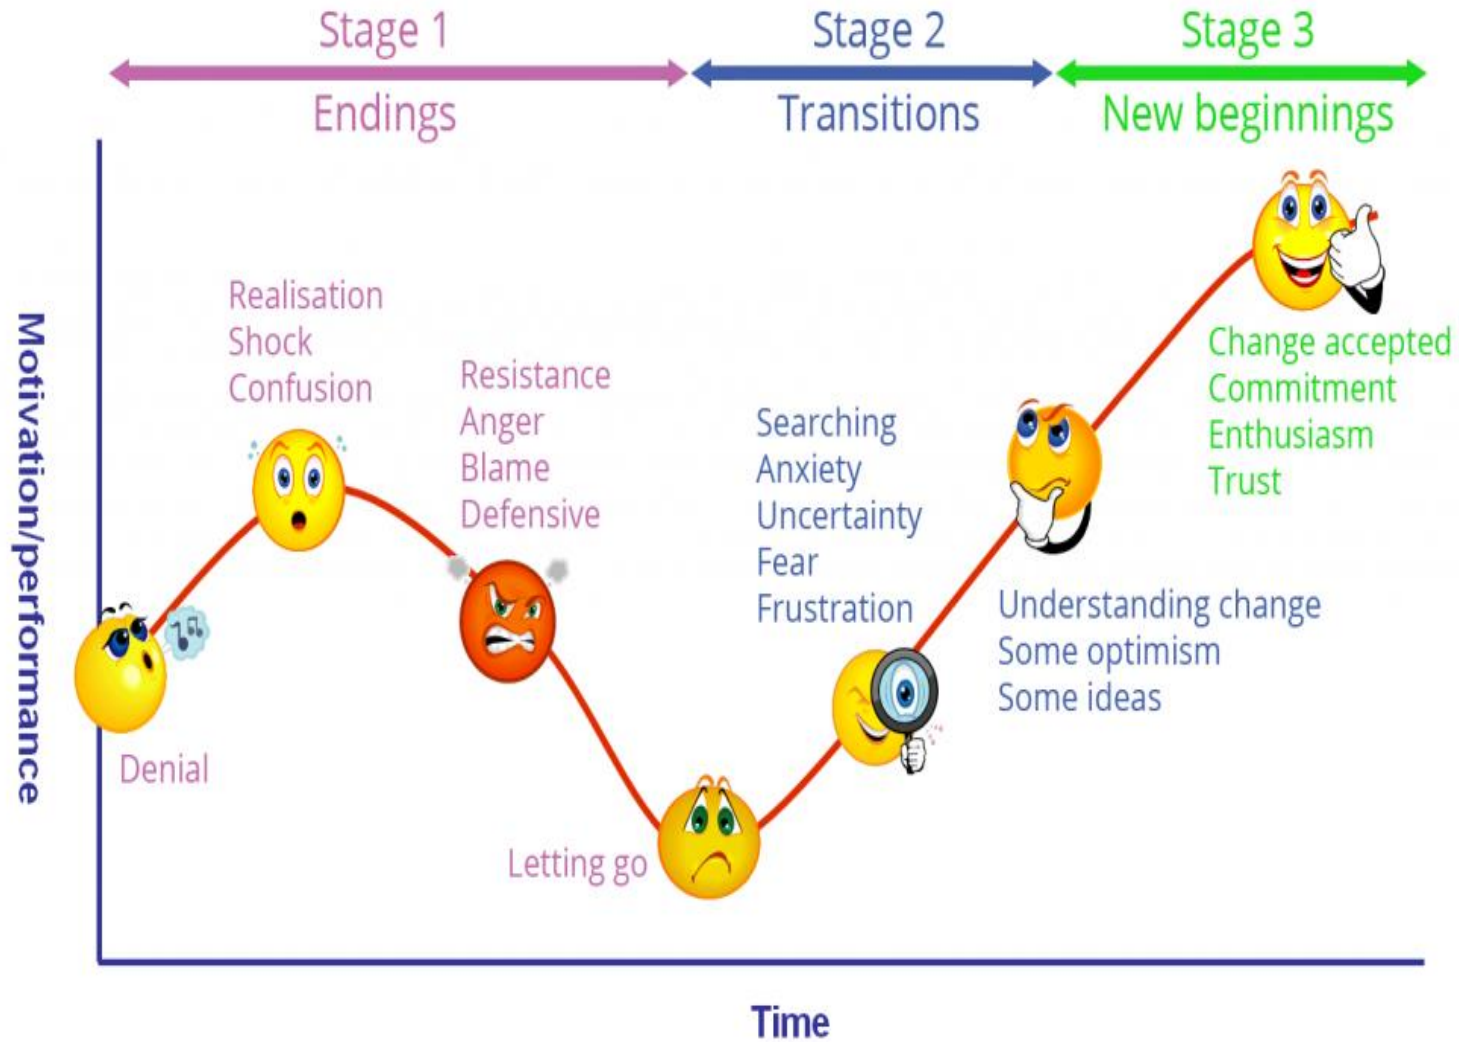 Stage 1
Stage 2
Stage 3
Endings
Transitions
New beginnings
Motivation/performance
Denial
Realisation
Shock
Confusion
Resistance
Anger
Blame
Defensive
Letting go
Searching
Anxiety
Uncertainty
Fear
Frustration
Understanding change
Some optimism
Some ideas
Change accepted
Commitment
Enthusiasm
Trust
Time